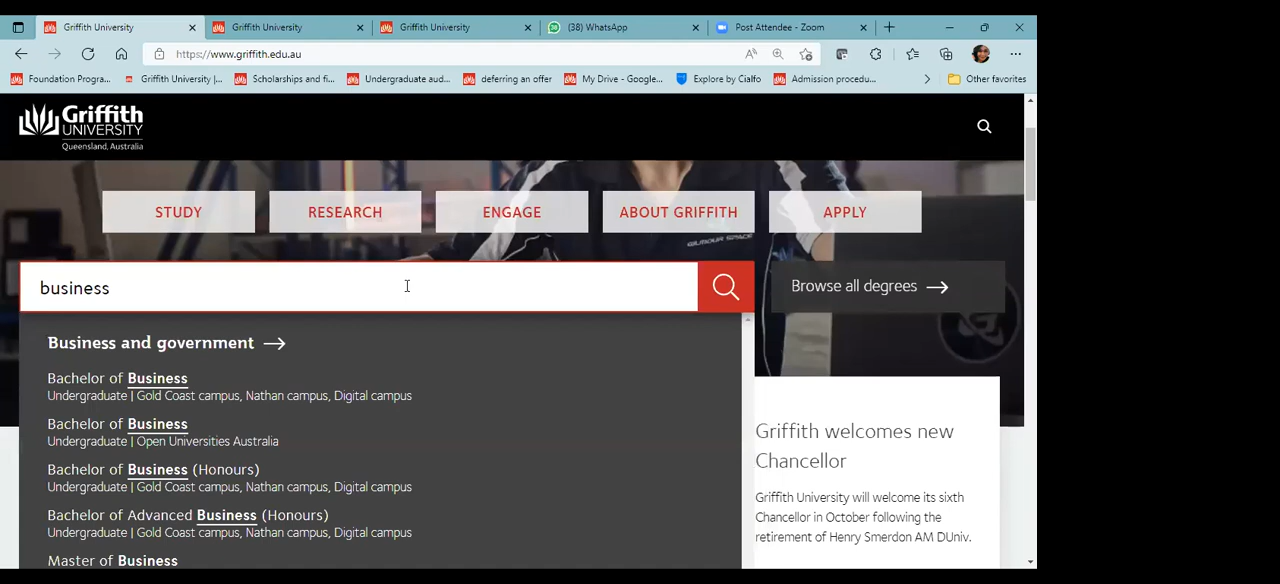 Griffith University
Griffith University
Griffith University
(38) WhatsApp
Post Attendee - Zoom
https://www.griffith.edu.au
Foundation Progra...
Griffith University |...
Scholarships and fi...
Undergraduate aud...
deferring an offer
My Drive - Google...
Explore by Cialfo
Admission procedu...
Other favorites
Griffith
UNIVERSITY
Queensland, Australia
STUDY
RESEARCH
ENGAGE
ABOUT GRIFFITH
APPLY
GILMOUR SPACE
business
Browse all degrees
Business and government
Bachelor of Business
Undergraduate | Gold Coast campus, Nathan campus, Digital campus
Bachelor of Business
Undergraduate | Open Universities Australia
Bachelor of Business (Honours)
Undergraduate | Gold Coast campus, Nathan campus, Digital campus
Bachelor of Advanced Business (Honours)
Undergraduate | Gold Coast campus, Nathan campus, Digital campus
Master of Business
Griffith welcomes new
Chancellor
Griffith University will welcome its sixth
Chancellor in October following the
retirement of Henry Smerdon AM DUniv.